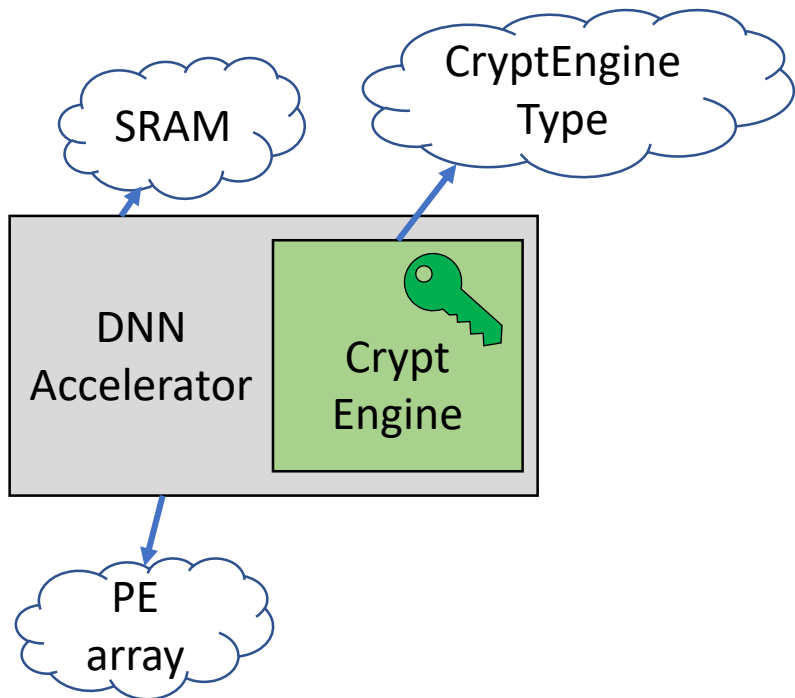 CryptEngine
Type
SRAM
DNN
Accelerator
Crypt
Engine
PE
array